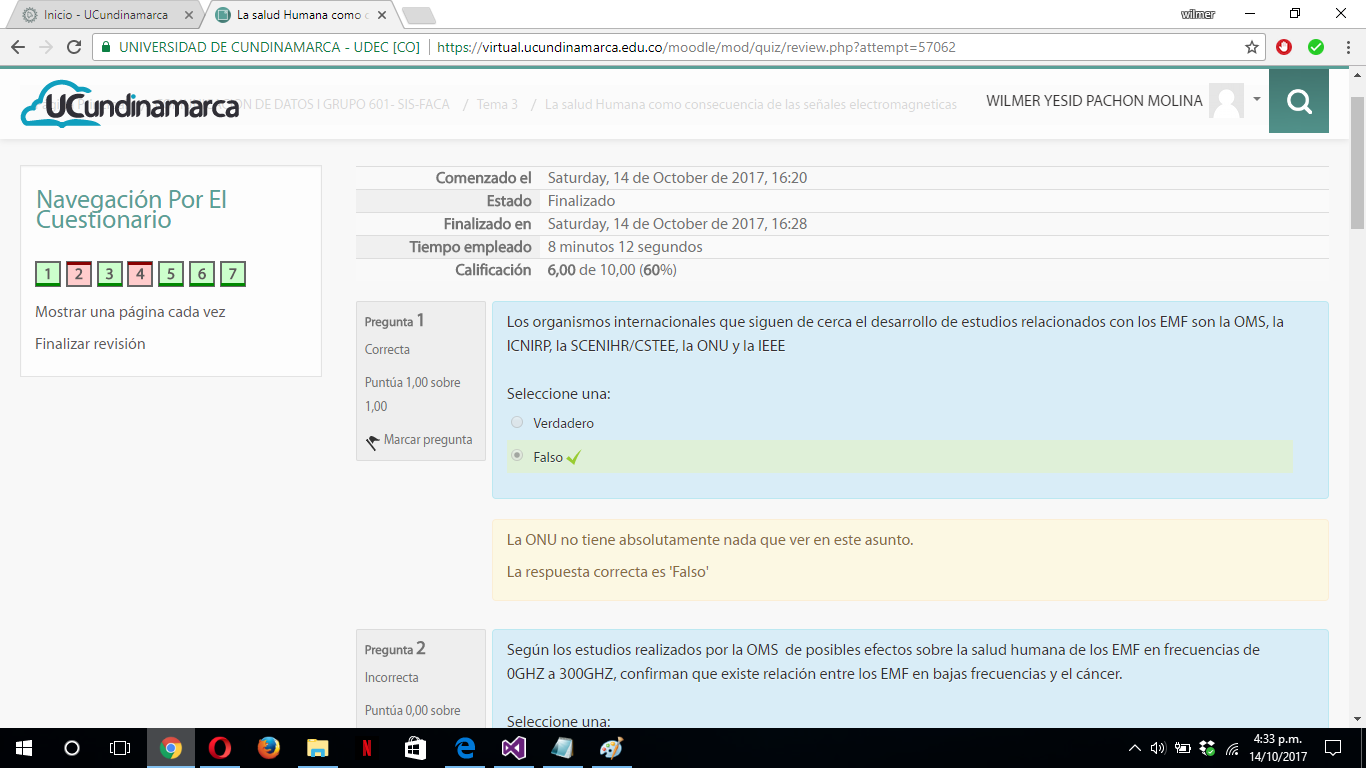 Inicio - UCundinamarca
La salud Humana como c
wilmer
UNIVERSIDAD DE CUNDINAMARCA - UDEC [CO]
https://virtual.ucundinamarca.edu.co/moodle/mod/quiz/review.php?attempt=57062
UCundinamarca
DE DATOS I GRUPO 601- SIS-FACA / Tema 3 / La salud Humana como consecuencia de las señales electromagneticas
WILMER YESID PACHON MOLINA
Navegación Por El
Cuestionario
1 2 3 4 5 6 7
Mostrar una página cada vez
Finalizar revisión
Comenzado el Saturday, 14 de October de 2017, 16:20
Estado Finalizado
Finalizado en Saturday, 14 de October de 2017, 16:28
Tiempo empleado 8 minutos 12 segundos
Calificación 6,00 de 10,00 (60%)
Pregunta 1
Correcta
Puntúa 1,00 sobre
1,00
Marcar pregunta
Los organismos internacionales que siguen de cerca el desarrollo de estudios relacionados con los EMF son la OMS, la
ICNIRP, la SCENIHR/CSTEE, la ONU y la IEEE
Seleccione una:
Verdadero
Falso
La ONU no tiene absolutamente nada que ver en este asunto.
La respuesta correcta es 'Falso'
Pregunta 2
Incorrecta
Puntúa 0,00 sobre
Según los estudios realizados por la OMS de posibles efectos sobre la salud humana de los EMF en frecuencias de
0GHZ a 300GHZ, confirman que existe relación entre los EMF en bajas frecuencias y el cáncer.
Seleccione una:
4:33 p.m.
14/10/2017